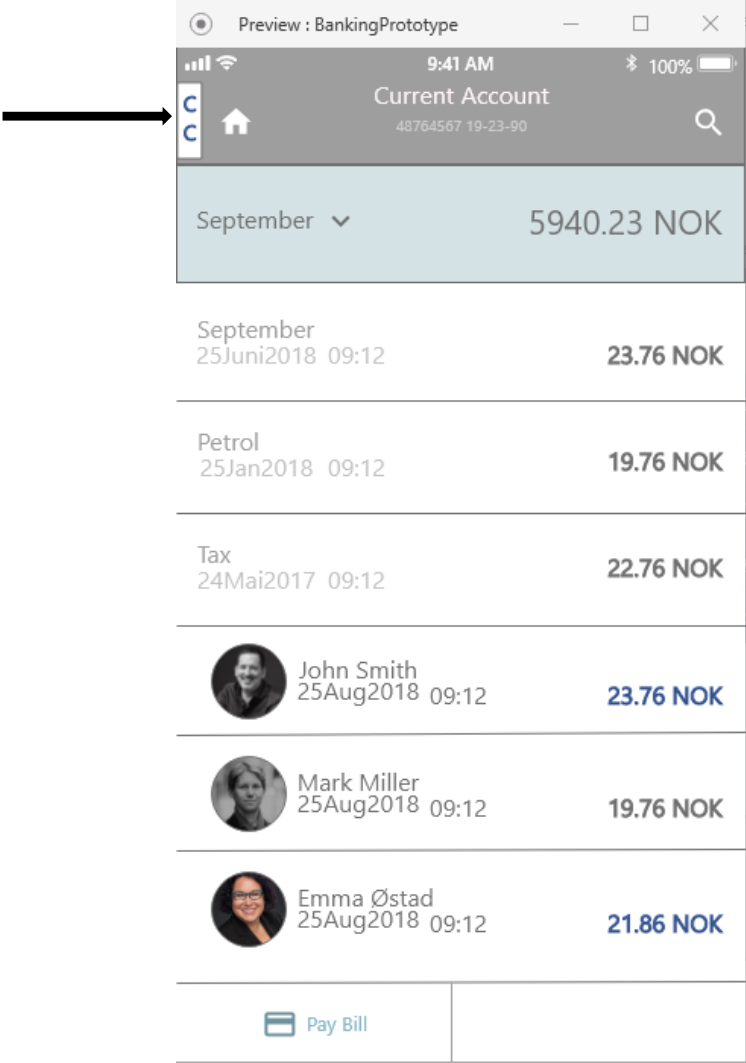 Preview : BankingPrototype
9:41 AM
100%
C
C
Current Account
48764567 19-23-90
September
5940.23 NOK
September
25Juni2018 09:12
23.76 NOK
Petrol
25Jan2018 09:12
19.76 NOK
Tax
24Mai2017 09:12
22.76 NOK
John Smith
25Aug2018 09:12
23.76 NOK
Mark Miller
25Aug2018 09:12
19.76 NOK
Emma Østad
25Aug2018 09:12
21.86 NOK
Pay Bill